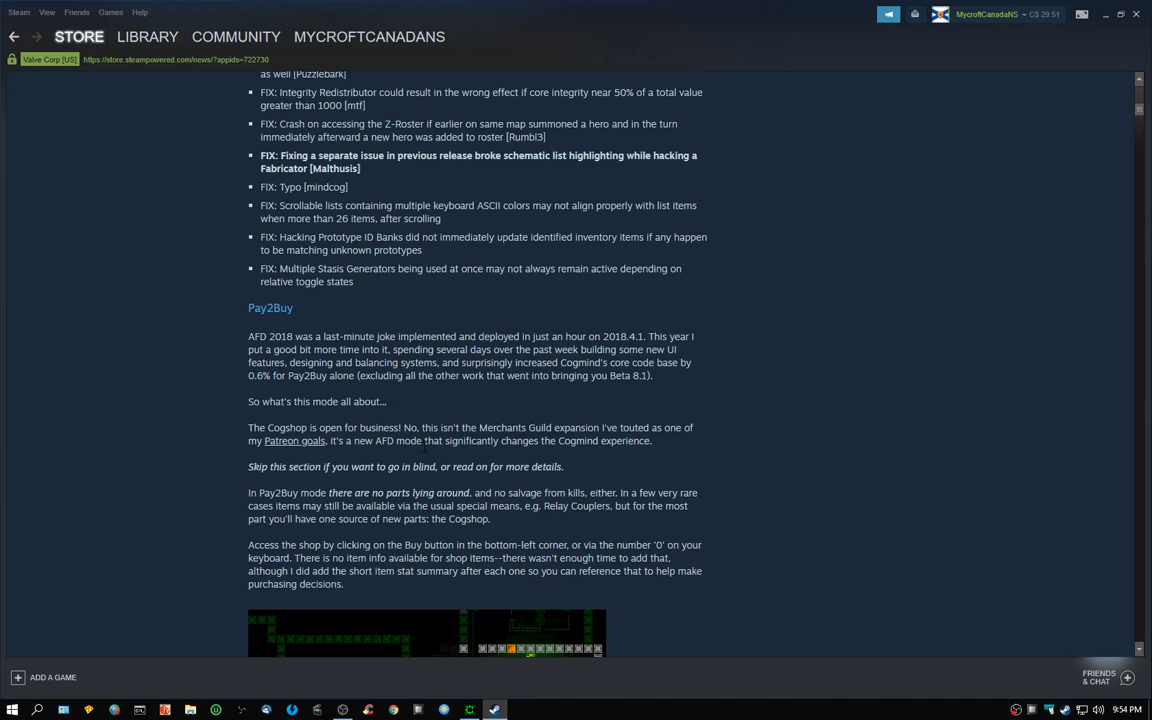 Steam View Friends Games Help
MycroftCanadaNS C$ 29.51
STORE LIBRARY COMMUNITY MYCROFTCANADANS
Valve Corp [US] https://store.steampowered.com/news/?appids=722730
as well [Puzzlebark]
FIX: Integrity Redistributor could result in the wrong effect if core integrity near 50% of a total value
greater than 1000 [mtf]
FIX: Crash on accessing the Z-Roster if earlier on same map summoned a hero and in the turn
immediately afterward a new hero was added to roster [Rumbl3]
FIX: Fixing a separate issue in previous release broke schematic list highlighting while hacking a
Fabricator [Malthusis]
FIX: Typo [mindcog]
FIX: Scrollable lists containing multiple keyboard ASCII colors may not align properly with list items
when more than 26 items, after scrolling
FIX: Hacking Prototype ID Banks did not immediately update identified inventory items if any happen
to be matching unknown prototypes
FIX: Multiple Stasis Generators being used at once may not always remain active depending on
relative toggle states
Pay2Buy
AFD 2018 was a last-minute joke implemented and deployed in just an hour on 2018.4.1. This year I
put a good bit more time into it, spending several days over the past week building some new UI
features, designing and balancing systems, and surprisingly increased Cogmind's core code base by
0.6% for Pay2Buy alone (excluding all the other work that went into bringing you Beta 8.1).
So what's this mode all about...
The Cogshop is open for business! No, this isn't the Merchants Guild expansion I've touted as one of
my Patreon goals, it's a new AFD mode that significantly changes the Cogmind experience.
Skip this section if you want to go in blind, or read on for more details.
In Pay2Buy mode there are no parts lying around, and no salvage from kills, either. In a few very rare
cases items may still be available via the usual special means, e.g. Relay Couplers, but for the most
part you'll have one source of new parts: the Cogshop.
Access the shop by clicking on the Buy button in the bottom-left corner, or via the number '0' on your
keyboard. There is no item info available for shop items--there wasn't enough time to add that,
although I did add the short item stat summary after each one so you can reference that to help make
purchasing decisions.
ADD A GAME
FRIENDS
& CHAT
9:54 PM